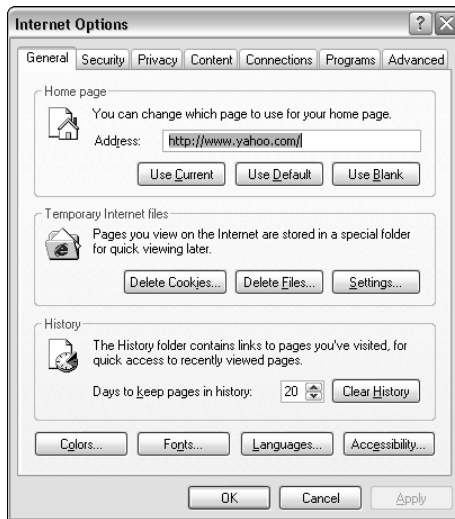 Internet Options
General Security Privacy Content Connections Programs Advanced
Home page
You can change which page to use for your home page.
Address: http://www.yahoo.com/
Use Current Use Default Use Blank
Temporary Internet files
Pages you view on the Internet are stored in a special folder
for quick viewing later.
Delete Cookies... Delete Files... Settings...
History
The History folder contains links to pages you've visited, for
quick access to recently viewed pages.
Days to keep pages in history: 20 Clear History
Colors... Fonts... Languages... Accessibility...
OK Cancel Apply